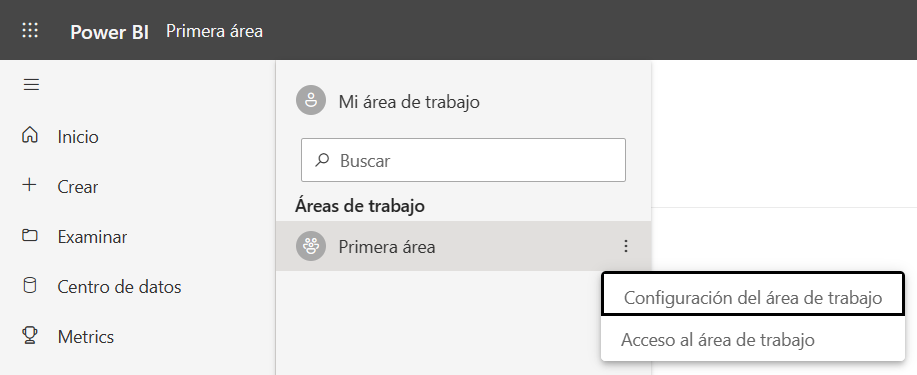 Power BI Primera área
Inicio
Crear
Examinar
Centro de datos
Metrics
Mi área de trabajo
Buscar
Áreas de trabajo
Primera área
Configuración del área de trabajo
Acceso al área de trabajo